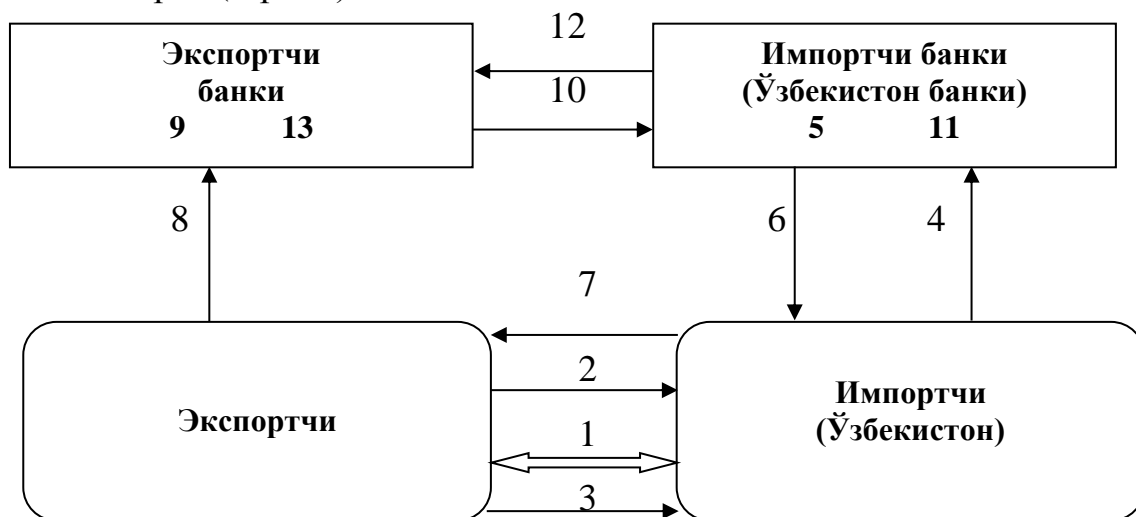 12
Экспортчи
банки
9 13
Импортчи банки
(Ўзбекистон банки)
5 11
10
8
6
4
7
2
Экспортчи
Импортчи
(Ўзбекистон)
1
3